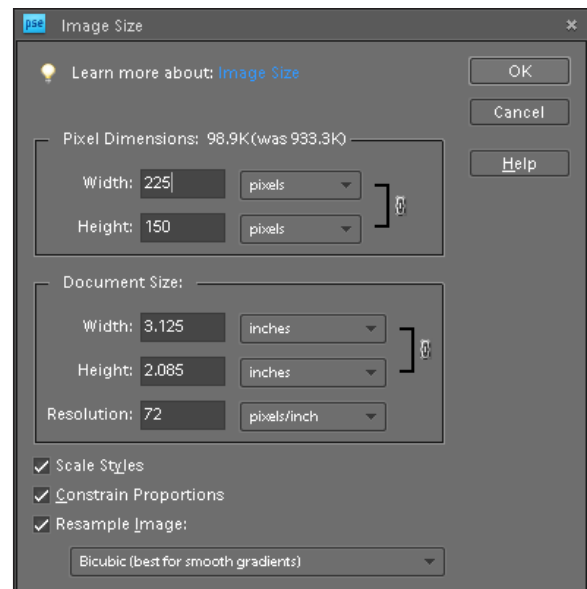 pse Image Size
Learn more about: Image Size
OK
Cancel
Help
Pixel Dimensions: 98.9K(was 933.3K)
Width: 225 pixels
Height: 150 pixels
Document Size:
Width: 3.125 inches
Height: 2.085 inches
Resolution: 72 pixels/inch
Scale Styles
Constrain Proportions
Resample Image:
Bicubic (best for smooth gradients)